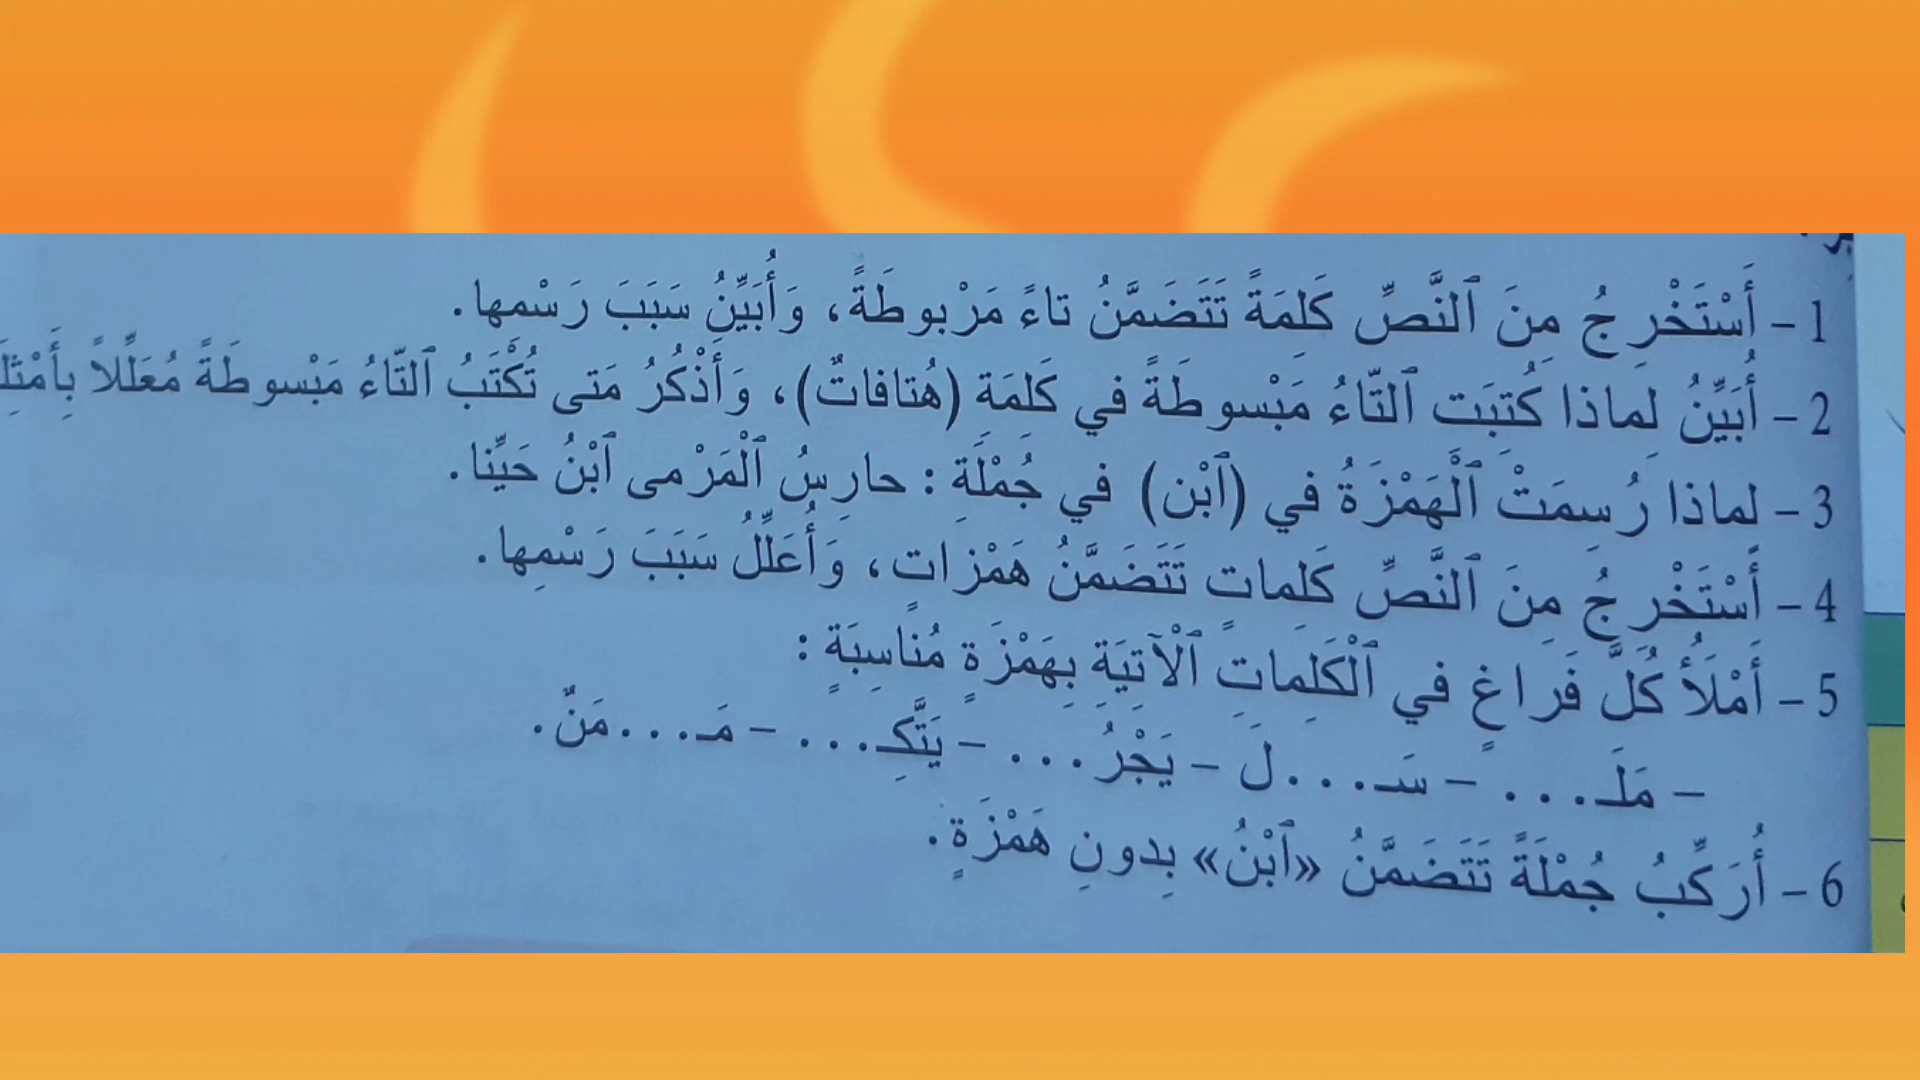 1 - أَسْتَخْرِجُ مِنَ ٱلنَّصِّ كَلِمَةً تَتَضَمَّنُ تاءً مَرْبوطَةً، وَأُبَيِّنُ سَبَبَ رَسْمِها.
2 - أُبَيِّنُ لِماذا كُتِبَتِ ٱلتّاءُ مَبْسوطَةً في كَلِمَةِ (هُتافاتٌ)، وَأَذْكُرُ مَتى تُكْتَبُ ٱلتّاءُ مَبْسوطَةً مُعَلِّلاً
3 - لِماذا رُسِمَتْ ٱلْهَمْزَةُ في (ٱبْن) في جُمْلَةِ : حارِسُ ٱلْمَرْمى ٱبْنُ حَيِّنا.
4 - أَسْتَخْرِجُ مِنَ ٱلنَّصِّ كَلِماتٍ تَتَضَمَّنُ هَمْزاتٍ، وَأُعَلِّلُ سَبَبَ رَسْمِها.
5 - أَمْلَأُ كُلَّ فَراغٍ في ٱلْكَلِماتِ ٱلْآتِيَةِ بِهَمْزَةٍ مُناسِبَةٍ :
- مَلَـ... - سَـ...لَ - يَجْرُ... - يَتَّكِـ... - مَـ...مَنٌ.
6 - أُرَكِّبُ جُمْلَةً تَتَضَمَّنُ «ٱبْنُ» بِدونِ هَمْزَةٍ.